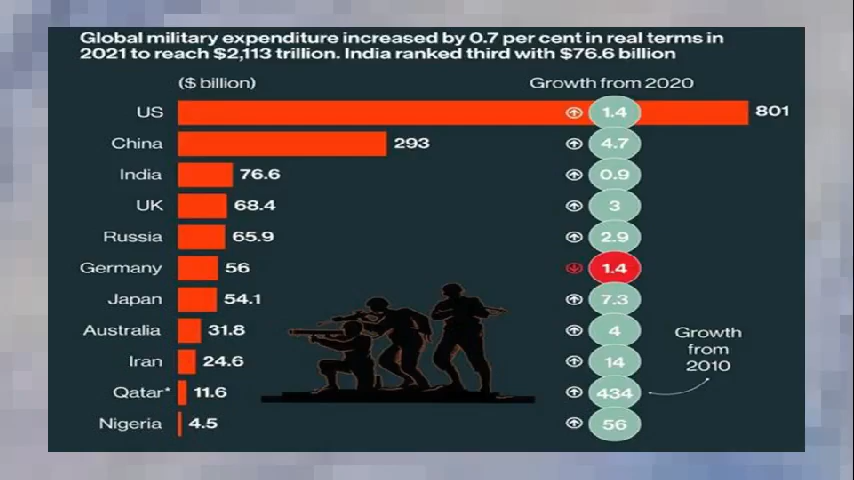 Global military expenditure increased by 0.7 per cent in real terms in
2021 to reach $2,113 trillion. India ranked third with $76.6 billion
($ billion) Growth from 2020
US 1.4 801
China 293 4.7
India 76.6 0.9
UK 68.4 3
Russia 65.9 2.9
Germany 56 1.4
Japan 54.1 7.3
Australia 31.8 4
Growth
from
2010
Iran 24.6 14
Qatar* 11.6 434
Nigeria 4.5 56